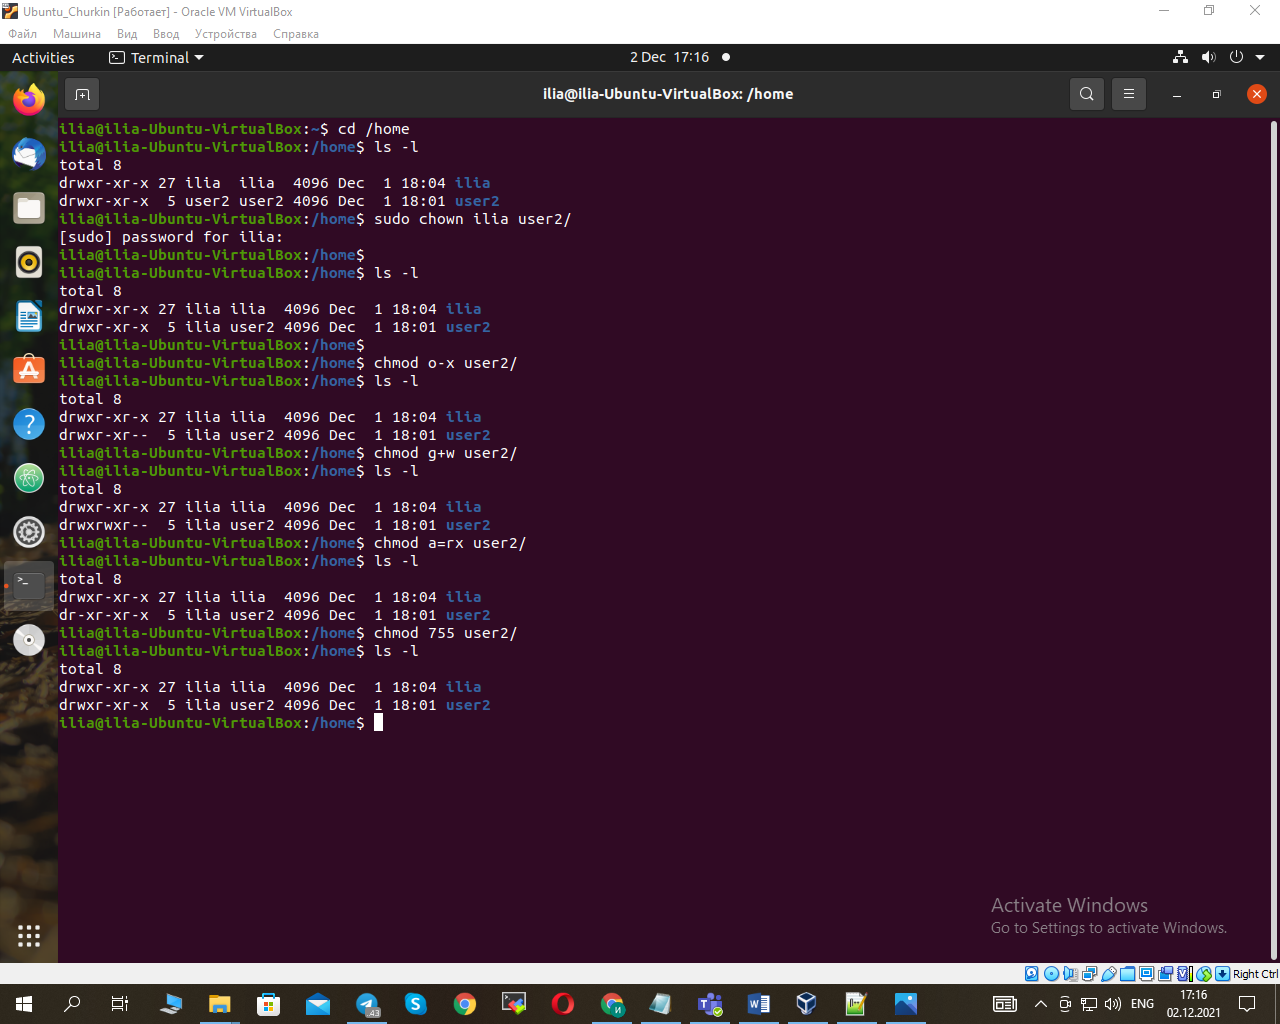 Ubuntu_Churkin [Работает] - Oracle VM VirtualBox
Файл Машина Вид Ввод Устройства Справка
Activities Terminal 2 Dec 17:16
ilia@ilia-Ubuntu-VirtualBox: /home
ilia@ilia-Ubuntu-VirtualBox:~$ cd /home
ilia@ilia-Ubuntu-VirtualBox:/home$ ls -l
total 8
drwxr-xr-x 27 ilia  ilia  4096 Dec  1 18:04 ilia
drwxr-xr-x  5 user2 user2 4096 Dec  1 18:01 user2
ilia@ilia-Ubuntu-VirtualBox:/home$ sudo chown ilia user2/
[sudo] password for ilia:
ilia@ilia-Ubuntu-VirtualBox:/home$
ilia@ilia-Ubuntu-VirtualBox:/home$ ls -l
total 8
drwxr-xr-x 27 ilia ilia  4096 Dec  1 18:04 ilia
drwxr-xr-x  5 ilia user2 4096 Dec  1 18:01 user2
ilia@ilia-Ubuntu-VirtualBox:/home$
ilia@ilia-Ubuntu-VirtualBox:/home$ chmod o-x user2/
ilia@ilia-Ubuntu-VirtualBox:/home$ ls -l
total 8
drwxr-xr-x 27 ilia ilia  4096 Dec  1 18:04 ilia
drwxr-xr--  5 ilia user2 4096 Dec  1 18:01 user2
ilia@ilia-Ubuntu-VirtualBox:/home$ chmod g+w user2/
ilia@ilia-Ubuntu-VirtualBox:/home$ ls -l
total 8
drwxr-xr-x 27 ilia ilia  4096 Dec  1 18:04 ilia
drwxrwxr--  5 ilia user2 4096 Dec  1 18:01 user2
ilia@ilia-Ubuntu-VirtualBox:/home$ chmod a=rx user2/
ilia@ilia-Ubuntu-VirtualBox:/home$ ls -l
total 8
drwxr-xr-x 27 ilia ilia  4096 Dec  1 18:04 ilia
dr-xr-xr-x  5 ilia user2 4096 Dec  1 18:01 user2
ilia@ilia-Ubuntu-VirtualBox:/home$ chmod 755 user2/
ilia@ilia-Ubuntu-VirtualBox:/home$ ls -l
total 8
drwxr-xr-x 27 ilia ilia  4096 Dec  1 18:04 ilia
drwxr-xr-x  5 ilia user2 4096 Dec  1 18:01 user2
ilia@ilia-Ubuntu-VirtualBox:/home$
Activate Windows
Go to Settings to activate Windows.
Right Ctrl
43
ENG
17:16
02.12.2021